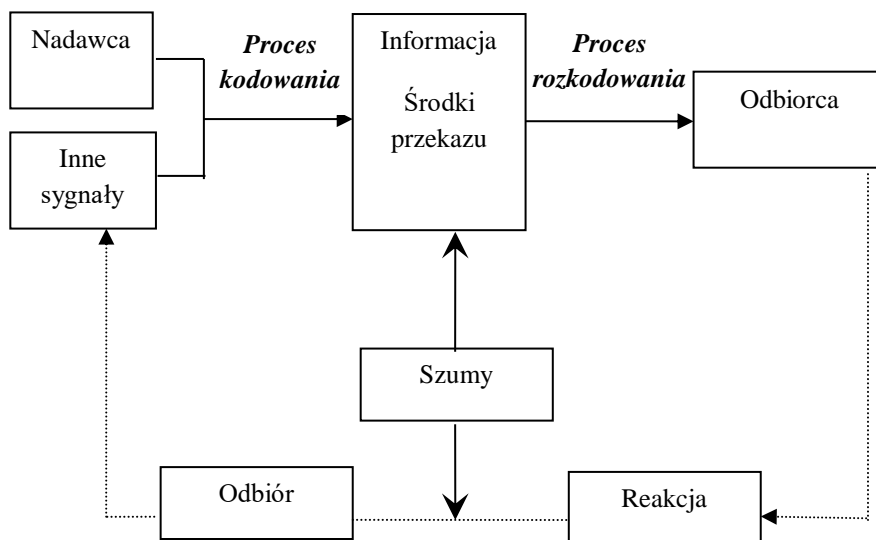 Nadawca
Proces
kodowania
Informacja
Środki
przekazu
Proces
rozkodowania
Odbiorca
Inne
sygnały
Szumy
Odbiór
Reakcja